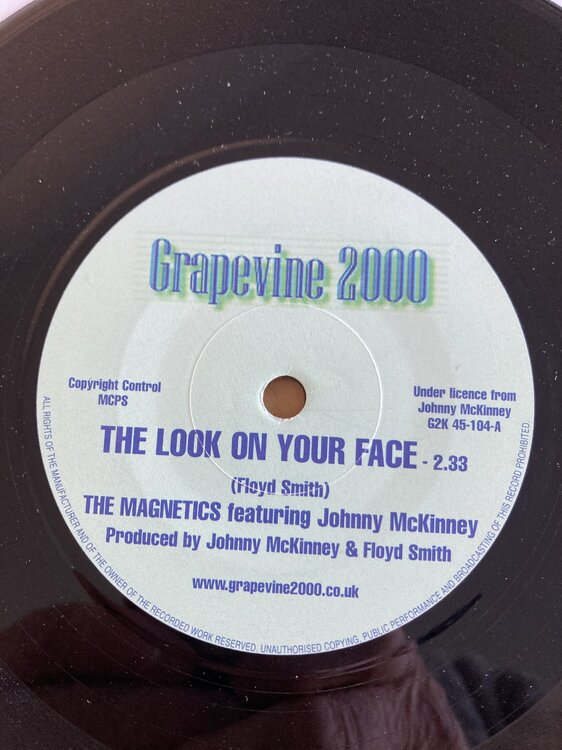 Grapevine 2000
Copyright Control
MCPS
Under licence from
Johnny McKinney
G2K 45-104-A
THE LOOK ON YOUR FACE - 2.33
(Floyd Smith)
THE MAGNETICS featuring Johnny McKinney
Produced by Johnny McKinney & Floyd Smith
www.grapevine2000.co.uk
ALL RIGHTS OF THE MANUFACTURER AND OF THE OWNER OF THE RECORDED WORK RESERVED. UNAUTHORISED COPYING, PUBLIC PERFORMANCE AND BROADCASTING OF THIS RECORD PROHIBITED.